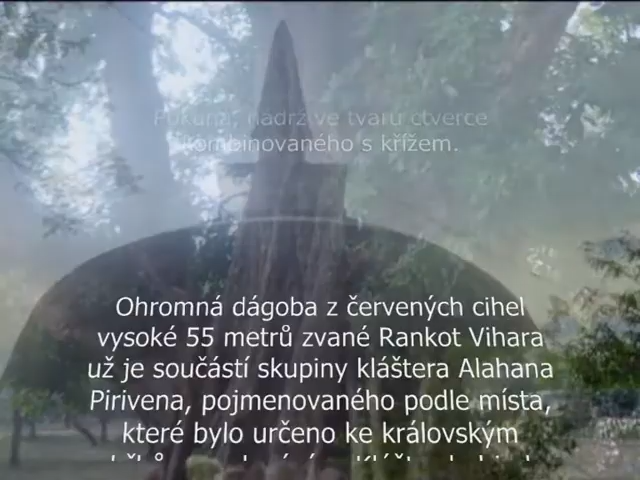 Pokuna, nádrž ve tvaru čtverce
kombinovaného s křížem.
Ohromná dágoba z červených cihel
vysoké 55 metrů zvané Rankot Vihara
už je součástí skupiny kláštera Alahana
Pirivena, pojmenovaného podle místa,
které bylo určeno ke královským